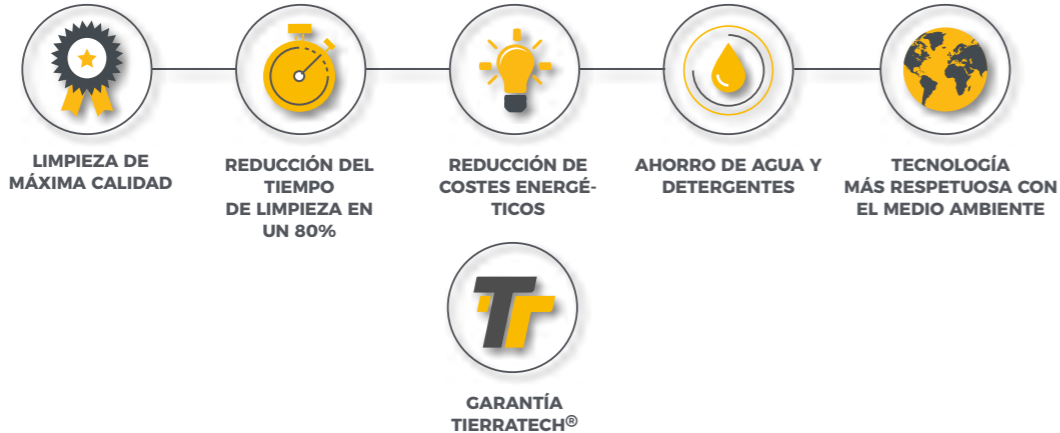 LIMPIEZA DE
MÁXIMA CALIDAD
REDUCCIÓN DEL
TIEMPO
DE LIMPIEZA EN
UN 80%
REDUCCIÓN DE
COSTES ENERGÉ-
TICOS
AHORRO DE AGUA Y
DETERGENTES
TECNOLOGÍA
MÁS RESPETUOSA CON
EL MEDIO AMBIENTE
TT
GARANTÍA
TIERRATECH®